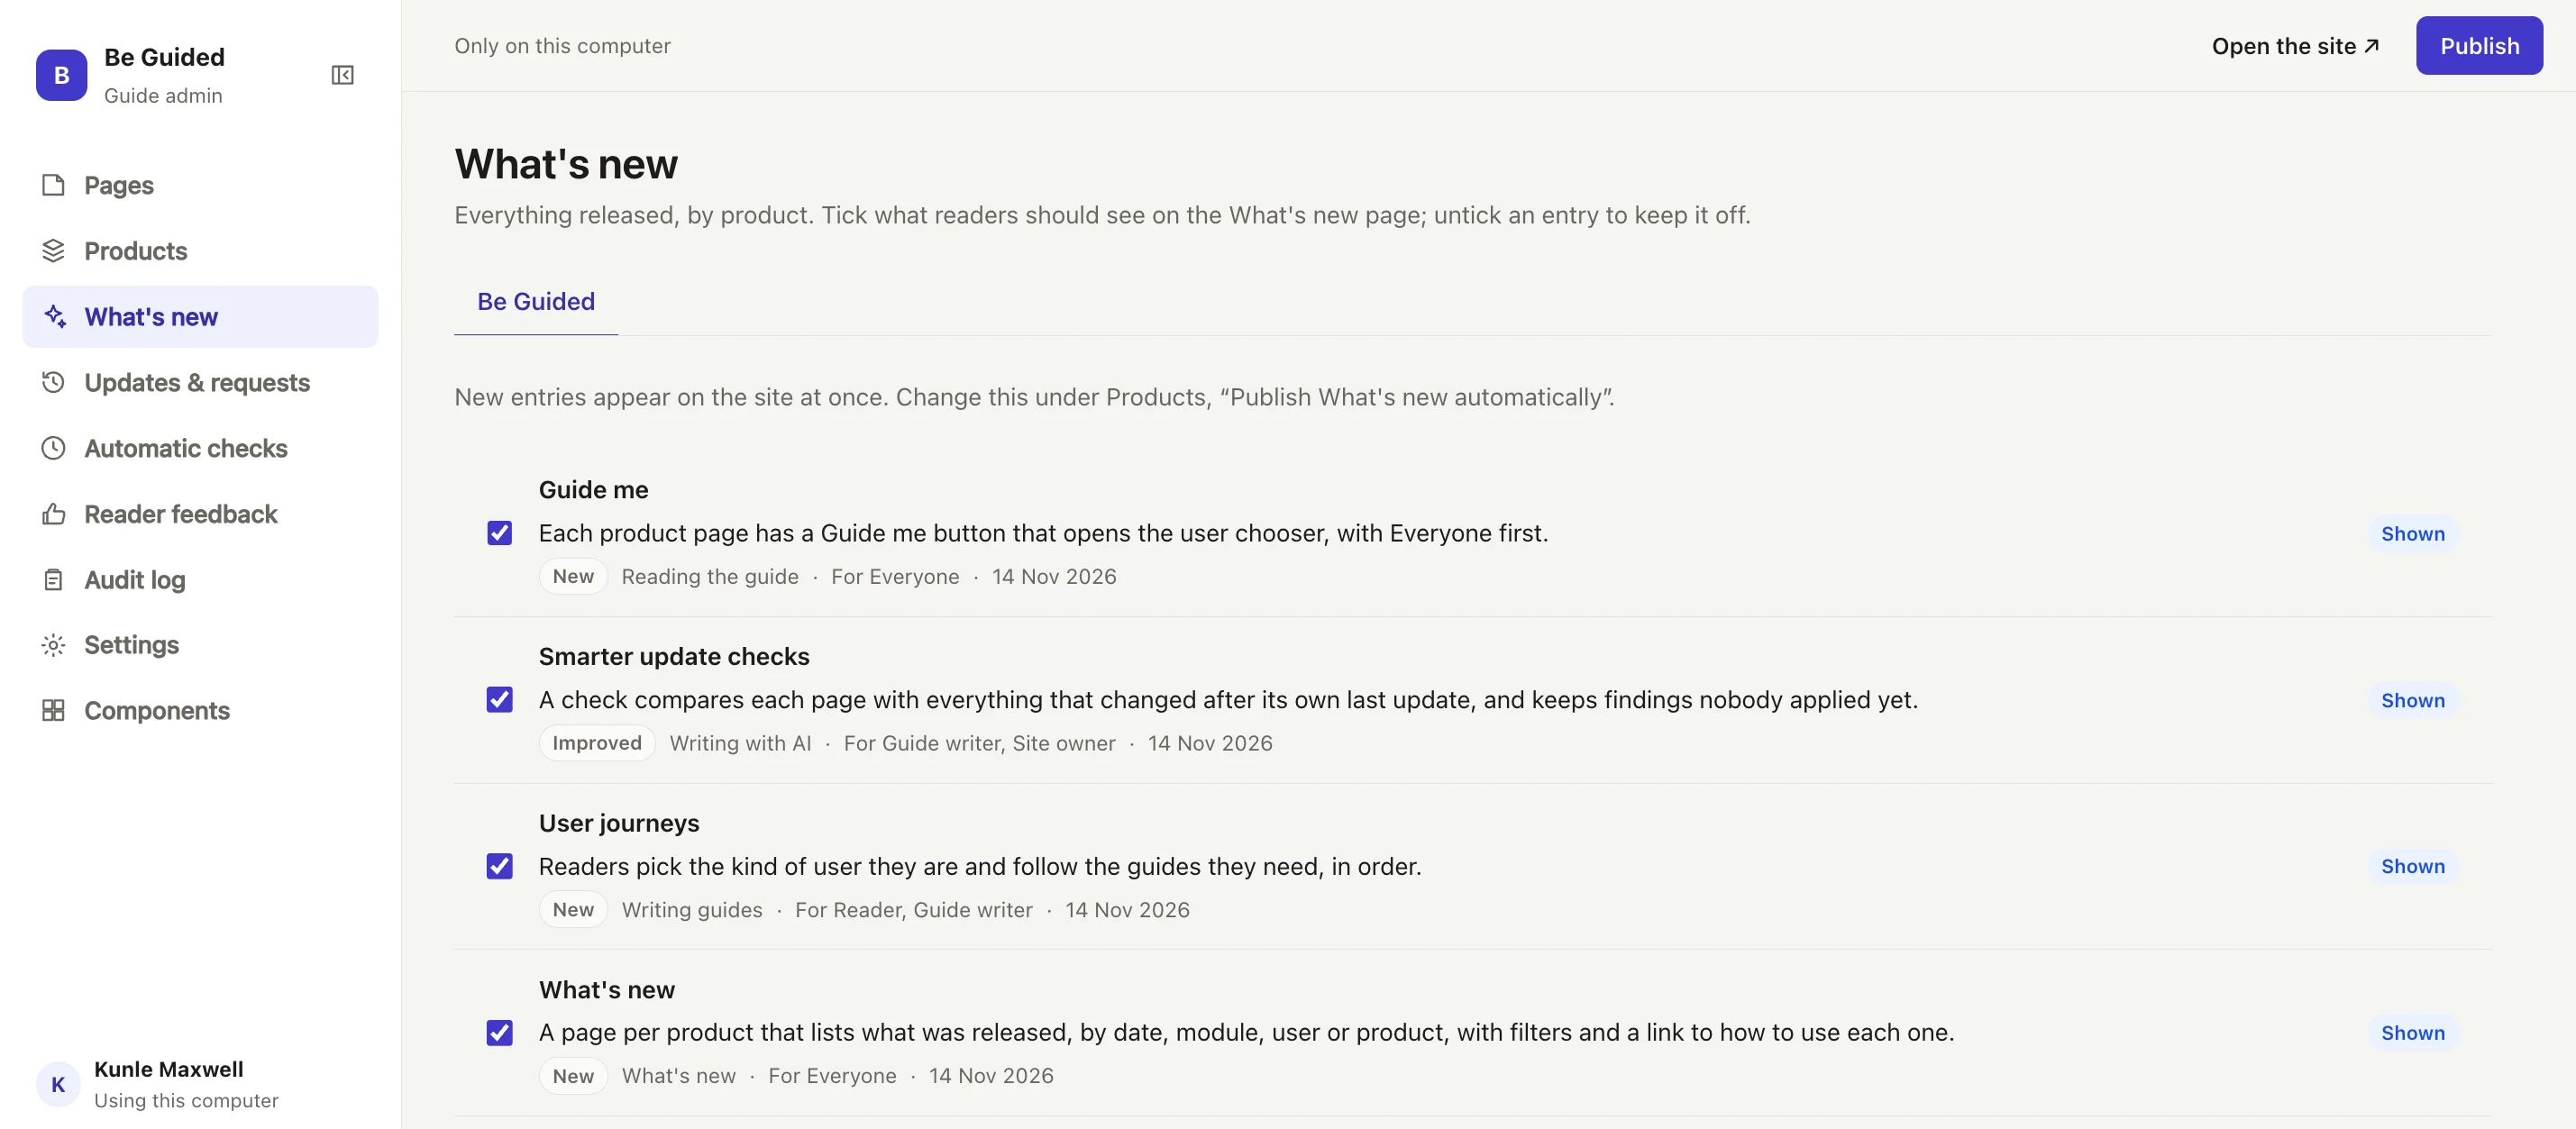 B
Be Guided
Guide admin
Pages
Products
What's new
Updates & requests
Automatic checks
Reader feedback
Audit log
Settings
Components
K
Kunle Maxwell
Using this computer
Only on this computer
Open the site ↗
Publish
What's new
Everything released, by product. Tick what readers should see on the What's new page; untick an entry to keep it off.
Be Guided
New entries appear on the site at once. Change this under Products, “Publish What's new automatically”.
Guide me
Each product page has a Guide me button that opens the user chooser, with Everyone first.
Shown
New Reading the guide · For Everyone · 14 Nov 2026
Smarter update checks
A check compares each page with everything that changed after its own last update, and keeps findings nobody applied yet.
Shown
Improved Writing with AI · For Guide writer, Site owner · 14 Nov 2026
User journeys
Readers pick the kind of user they are and follow the guides they need, in order.
Shown
New Writing guides · For Reader, Guide writer · 14 Nov 2026
What's new
A page per product that lists what was released, by date, module, user or product, with filters and a link to how to use each one.
Shown
New What's new · For Everyone · 14 Nov 2026